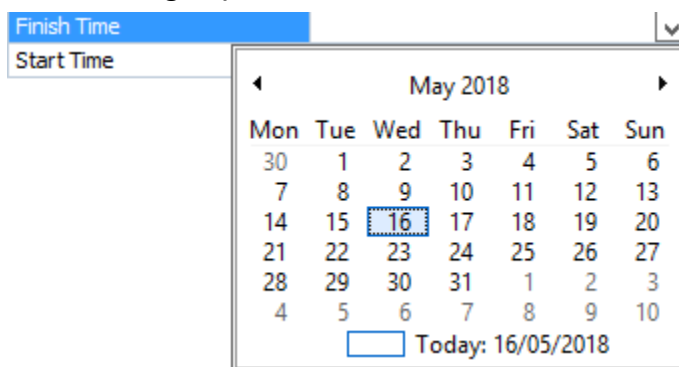 Finish Time
Start Time
May 2018
Mon Tue Wed Thu Fri Sat Sun
30 1 2 3 4 5 6
7 8 9 10 11 12 13
14 15 16 17 18 19 20
21 22 23 24 25 26 27
28 29 30 31 1 2 3
4 5 6 7 8 9 10
Today: 16/05/2018